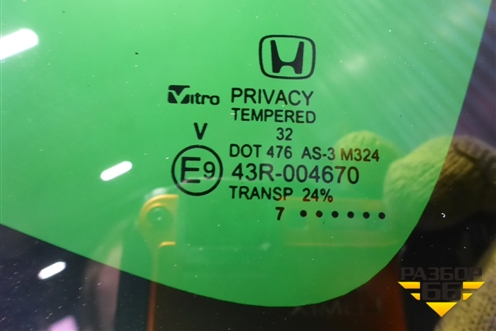 Vitro PRIVACY
TEMPERED
V 32
DOT 476 AS-3 M324
E9 43R-004670
TRANSP 24%
7 • • • • • •
РАЗБОР
66